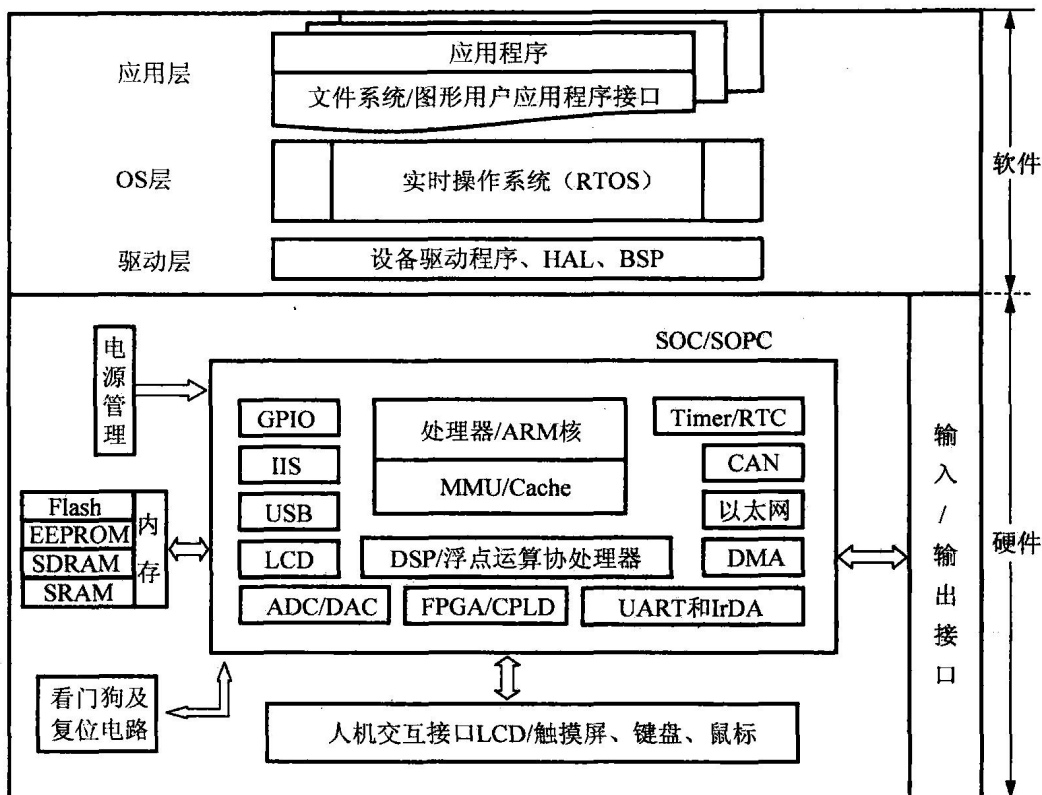 应用层
应用程序
文件系统/图形用户应用程序接口
OS层
实时操作系统（RTOS）
驱动层
设备驱动程序、HAL、BSP
软件
SOC/SOPC
电源管理
GPIO
IIS
USB
LCD
处理器/ARM核
MMU/Cache
Timer/RTC
CAN
以太网
DMA
DSP/浮点运算协处理器
ADC/DAC
FPGA/CPLD
UART和IrDA
Flash
EEPROM
SDRAM
SRAM
内存
看门狗及
复位电路
人机交互接口LCD/触摸屏、键盘、鼠标
输入/输出接口
硬件